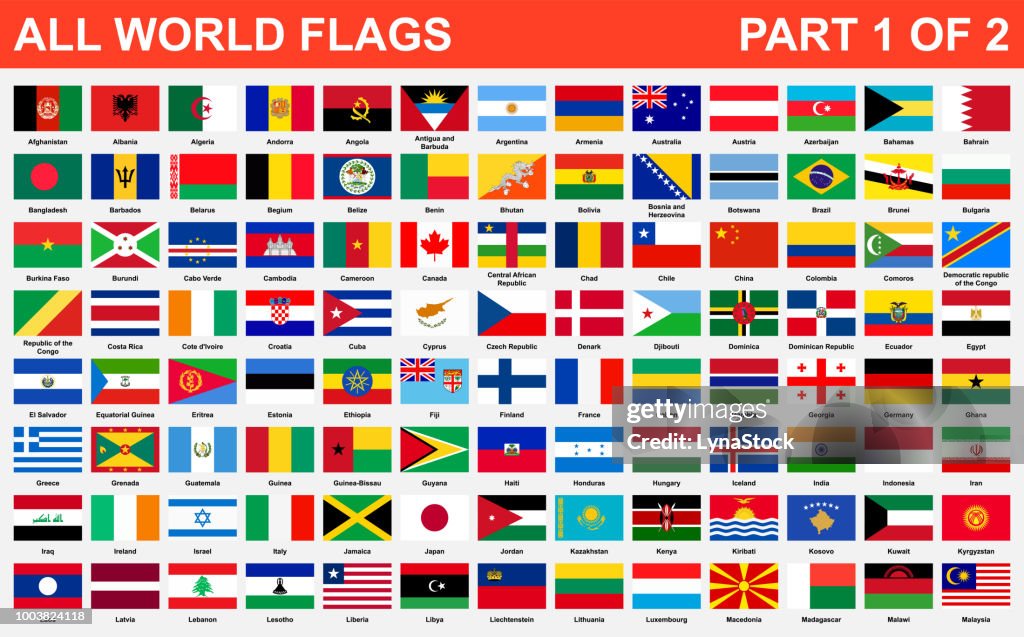 ALL WORLD FLAGS PART 1 OF 2
Afghanistan Albania Algeria Andorra Angola Antigua and Argentina Armenia Australia Austria Azerbaijan Bahamas Bahrain
Barbuda
Bangladesh Barbados Belarus Begium Belize Benin Bhutan Bolivia Bosnia and Botswana Brazil Brunei Bulgaria
Herzeovina
Burkina Faso Burundi Cabo Verde Cambodia Cameroon Canada Central African Chad Chile China Colombia Comoros Democratic republic
Republic of the Congo
Republic of the Costa Rica Cote d'Ivoire Croatia Cuba Cyprus Czech Republic Denark Djibouti Dominica Dominican Republic Ecuador Egypt
Congo
El Salvador Equatorial Guinea Eritrea Estonia Ethiopia Fiji Finland France Georgia Germany Ghana
gettyimages
LynaStock
Greece Grenada Guatemala Guinea Guinea-Bissau Guyana Haiti Honduras Hungary Iceland India Indonesia Iran
Iraq Ireland Israel Italy Jamaica Japan Jordan Kazakhstan Kenya Kiribati Kosovo Kuwait Kyrgyzstan
1003824118
Latvia Lebanon Lesotho Liberia Libya Liechtenstein Lithuania Luxembourg Macedonia Madagascar Malawi Malaysia